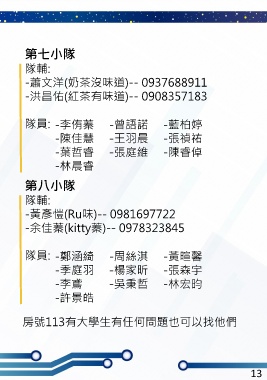 第七小隊
隊輔:
-蕭文洋(奶茶沒味道)-- 0937688911
-洪昌佑(紅茶有味道)-- 0908357183
隊員: -李侑蓁 -曾語諾 -藍柏婷
-陳佳慧 -王羽晨 -張禎祐
-葉哲睿 -張庭維 -陳睿倬
-林晨睿
第八小隊
隊輔:
-黃彥愷(Ru味)-- 0981697722
-余佳蓁(kitty蓁)-- 0978323845
隊員: -鄭涵綺 -周絲淇 -黃暄馨
-季庭羽 -楊家昕 -張森宇
-李鳶 -吳秉哲 -林宏昀
-許景皓
房號113有大學生有任何問題也可以找他們
13